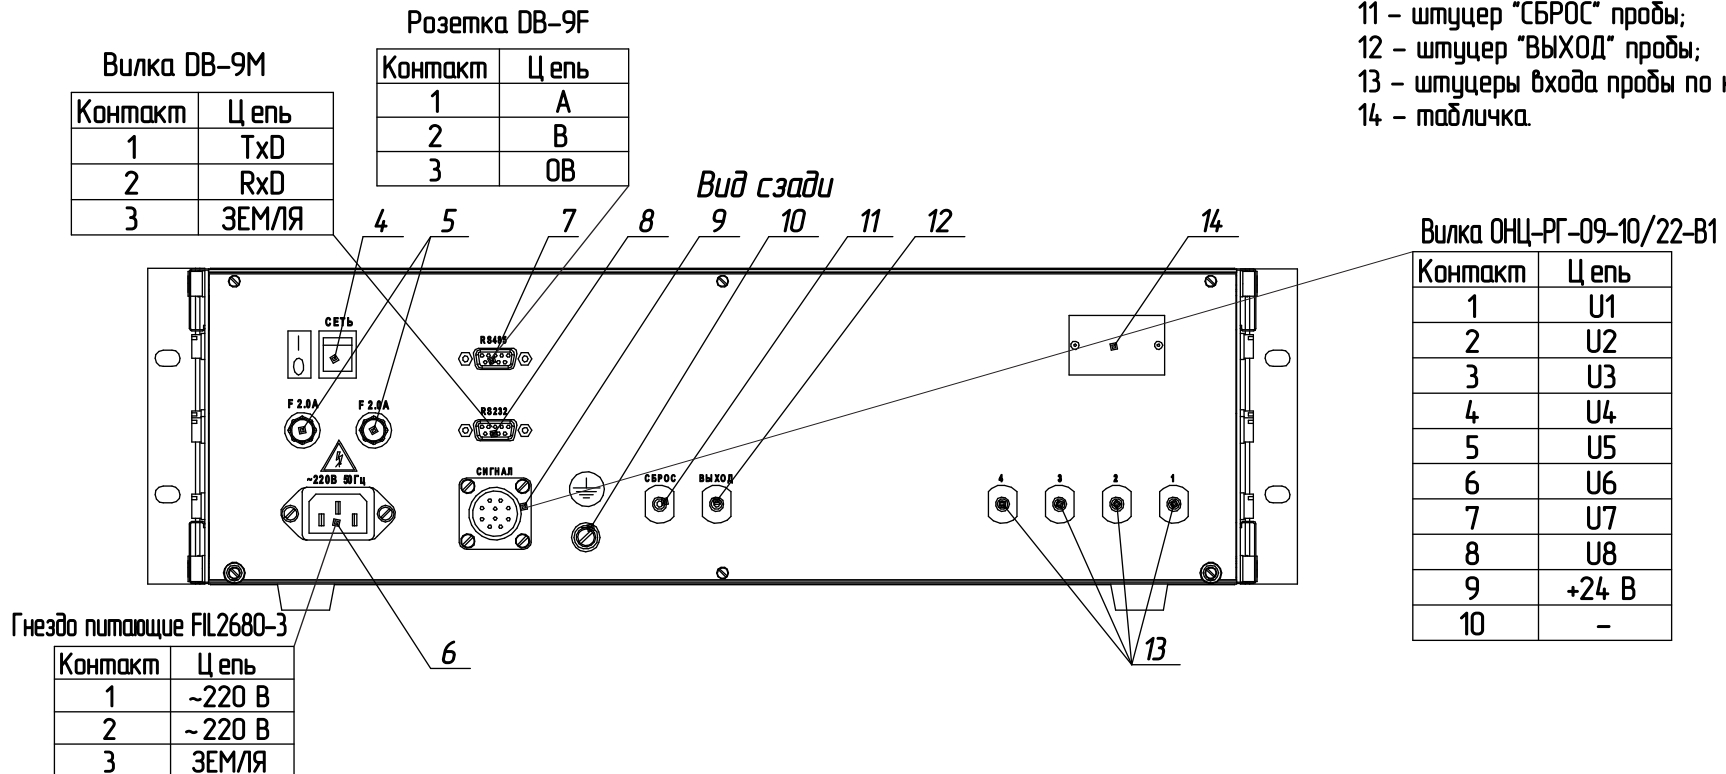 11 – штуцер "СБРОС" пробы;
12 – штуцер "ВЫХОД" пробы;
13 – штуцеры входа пробы по
14 – табличка.
Розетка DB–9F
Контакт Цепь
1 A
2 B
3 0B
Вилка DB–9M
Контакт Цепь
1 TxD
2 RxD
3 ЗЕМЛЯ
Вид сзади
4 5 7 8 9 10 11 12 14
Вилка ОНЦ–РГ–09–10/22–В1
Контакт Цепь
1 U1
2 U2
3 U3
4 U4
5 U5
6 U6
7 U7
8 U8
9 +24 В
10 –
СЕТЬ
I
O
RS485
F 2.0A F 2.0A
RS232
~220В 50Гц
СИГНАЛ
СБРОС ВЫХОД
4 3 2 1
6
13
Гнездо питающие FIL2680–3
Контакт Цепь
1 ~220 В
2 ~220 В
3 ЗЕМЛЯ